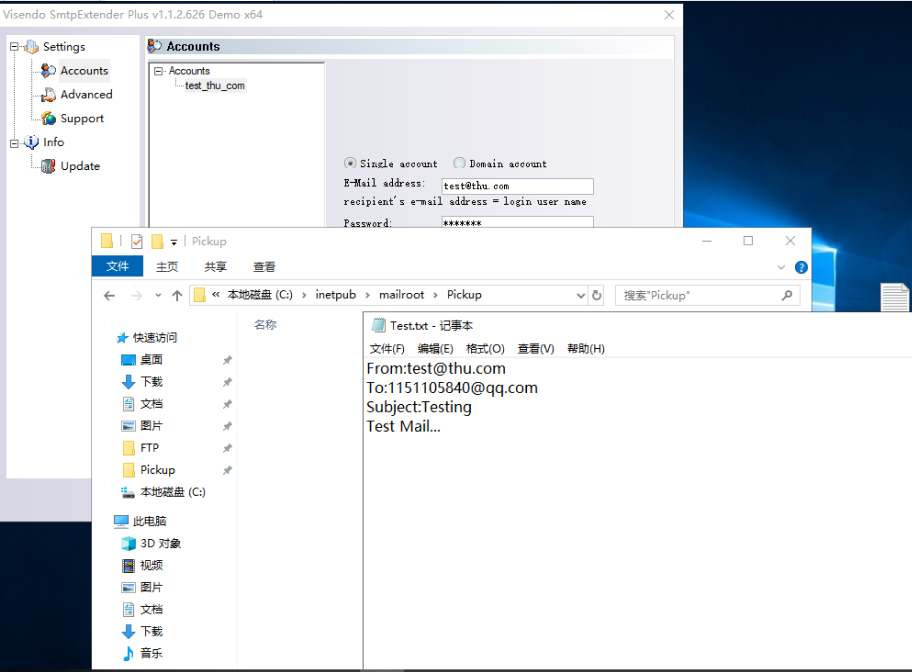 Visendo SmtpExtender Plus v1.1.2.626 Demo x64
Settings
Accounts
Advanced
Support
Info
Update
Accounts
Accounts
test_thu_com
Single account
Domain account
E-Mail address:
test@thu.com
recipient's e-mail address = login user name
Password:
*******
Pickup
文件
主页
共享
查看
« 本地磁盘 (C:) › inetpub › mailroot › Pickup
搜索"Pickup"
快速访问
桌面
下载
文档
图片
FTP
Pickup
本地磁盘 (C:)
此电脑
3D 对象
视频
图片
文档
下载
音乐
名称
Test.txt - 记事本
文件(F) 编辑(E) 格式(O) 查看(V) 帮助(H)
From:test@thu.com
To:1151105840@qq.com
Subject:Testing
Test Mail...